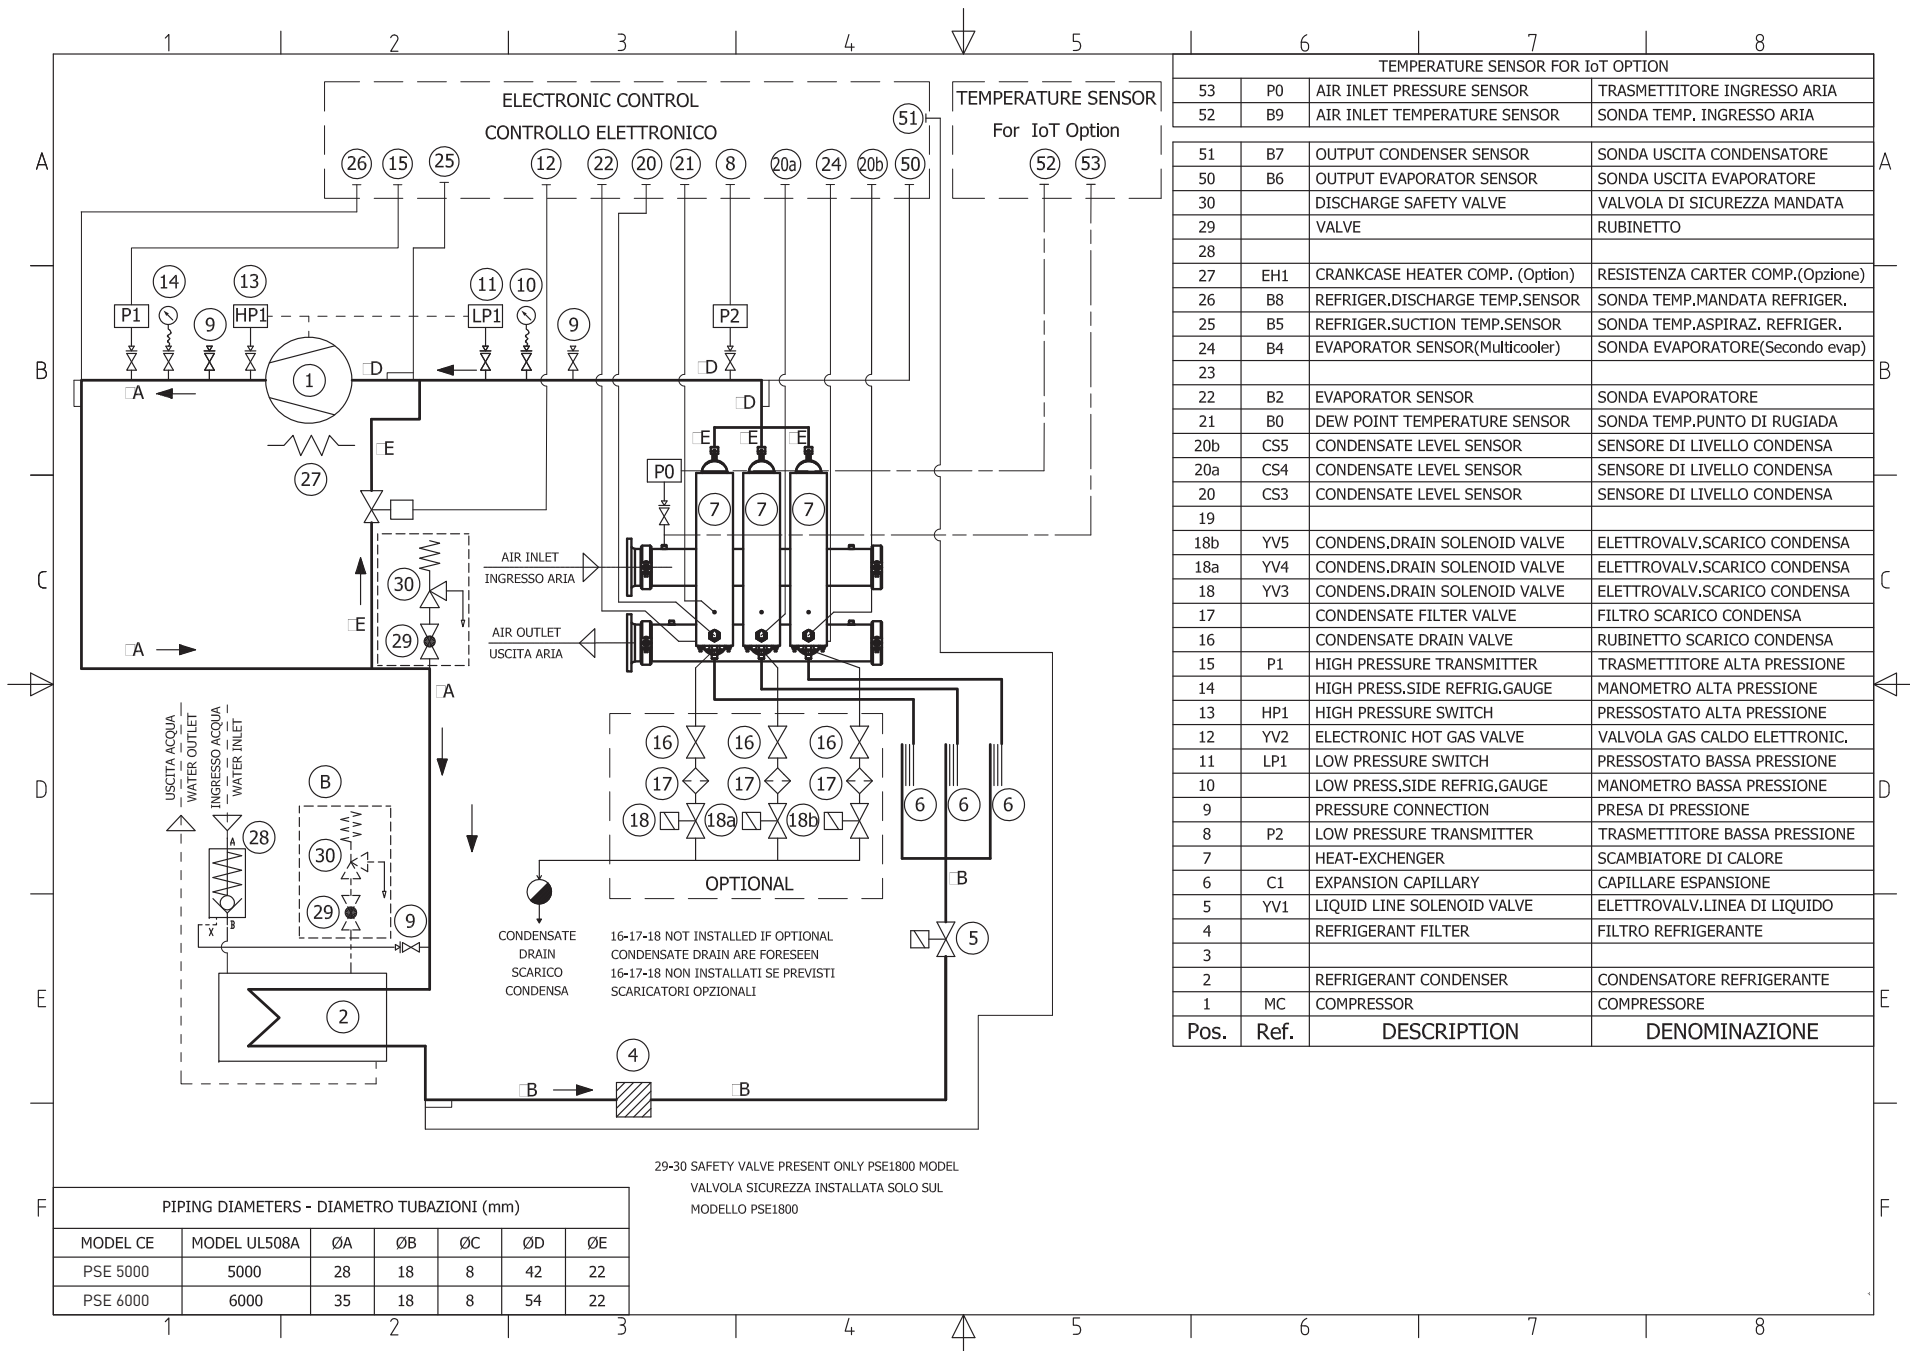 1 2 3 4 5 6 7 8
A B C D E F
ELECTRONIC CONTROL
CONTROLLO ELETTRONICO
51
26 15 25 12 22 20 21 8 20a 24 20b 50
TEMPERATURE SENSOR
For IoT Option
52 53
14 13 11 10
P1 9 HP1 LP1 9 P2
□A 1 □D □D
□D
□E □E □E □E
27
P0
7 7 7
30
29
□E
AIR INLET
INGRESSO ARIA
AIR OUTLET
USCITA ARIA
□A
□A
USCITA ACQUA
WATER OUTLET
INGRESSO ACQUA
WATER INLET
B
28
A
B
X
30
29
9
2
16 16 16
17 17 17
18 18a 18b
OPTIONAL
6 6 6
□B
5
CONDENSATE
DRAIN
SCARICO
CONDENSA
16-17-18 NOT INSTALLED IF OPTIONAL
CONDENSATE DRAIN ARE FORESEEN
16-17-18 NON INSTALLATI SE PREVISTI
SCARICATORI OPZIONALI
4
□B □B
29-30 SAFETY VALVE PRESENT ONLY PSE1800 MODEL
VALVOLA SICUREZZA INSTALLATA SOLO SUL
MODELLO PSE1800
PIPING DIAMETERS - DIAMETRO TUBAZIONI (mm)
MODEL CE MODEL UL508A ØA ØB ØC ØD ØE
PSE 5000 5000 28 18 8 42 22
PSE 6000 6000 35 18 8 54 22
TEMPERATURE SENSOR FOR IoT OPTION
53 P0 AIR INLET PRESSURE SENSOR TRASMETTITORE INGRESSO ARIA
52 B9 AIR INLET TEMPERATURE SENSOR SONDA TEMP. INGRESSO ARIA
51 B7 OUTPUT CONDENSER SENSOR SONDA USCITA CONDENSATORE
50 B6 OUTPUT EVAPORATOR SENSOR SONDA USCITA EVAPORATORE
30 DISCHARGE SAFETY VALVE VALVOLA DI SICUREZZA MANDATA
29 VALVE RUBINETTO
28
27 EH1 CRANKCASE HEATER COMP. (Option) RESISTENZA CARTER COMP.(Opzione)
26 B8 REFRIGER.DISCHARGE TEMP.SENSOR SONDA TEMP.MANDATA REFRIGER.
25 B5 REFRIGER.SUCTION TEMP.SENSOR SONDA TEMP.ASPIRAZ. REFRIGER.
24 B4 EVAPORATOR SENSOR(Multicooler) SONDA EVAPORATORE(Secondo evap)
23
22 B2 EVAPORATOR SENSOR SONDA EVAPORATORE
21 B0 DEW POINT TEMPERATURE SENSOR SONDA TEMP.PUNTO DI RUGIADA
20b CS5 CONDENSATE LEVEL SENSOR SENSORE DI LIVELLO CONDENSA
20a CS4 CONDENSATE LEVEL SENSOR SENSORE DI LIVELLO CONDENSA
20 CS3 CONDENSATE LEVEL SENSOR SENSORE DI LIVELLO CONDENSA
19
18b YV5 CONDENS.DRAIN SOLENOID VALVE ELETTROVALV.SCARICO CONDENSA
18a YV4 CONDENS.DRAIN SOLENOID VALVE ELETTROVALV.SCARICO CONDENSA
18 YV3 CONDENS.DRAIN SOLENOID VALVE ELETTROVALV.SCARICO CONDENSA
17 CONDENSATE FILTER VALVE FILTRO SCARICO CONDENSA
16 CONDENSATE DRAIN VALVE RUBINETTO SCARICO CONDENSA
15 P1 HIGH PRESSURE TRANSMITTER TRASMETTITORE ALTA PRESSIONE
14 HIGH PRESS.SIDE REFRIG.GAUGE MANOMETRO ALTA PRESSIONE
13 HP1 HIGH PRESSURE SWITCH PRESSOSTATO ALTA PRESSIONE
12 YV2 ELECTRONIC HOT GAS VALVE VALVOLA GAS CALDO ELETTRONIC.
11 LP1 LOW PRESSURE SWITCH PRESSOSTATO BASSA PRESSIONE
10 LOW PRESS.SIDE REFRIG,GAUGE MANOMETRO BASSA PRESSIONE
9 PRESSURE CONNECTION PRESA DI PRESSIONE
8 P2 LOW PRESSURE TRANSMITTER TRASMETTITORE BASSA PRESSIONE
7 HEAT-EXCHENGER SCAMBIATORE DI CALORE
6 C1 EXPANSION CAPILLARY CAPILLARE ESPANSIONE
5 YV1 LIQUID LINE SOLENOID VALVE ELETTROVALV.LINEA DI LIQUIDO
4 REFRIGERANT FILTER FILTRO REFRIGERANTE
3
2 REFRIGERANT CONDENSER CONDENSATORE REFRIGERANTE
1 MC COMPRESSOR COMPRESSORE
Pos. Ref. DESCRIPTION DENOMINAZIONE
A B C D E F
1 2 3 4 5 6 7 8